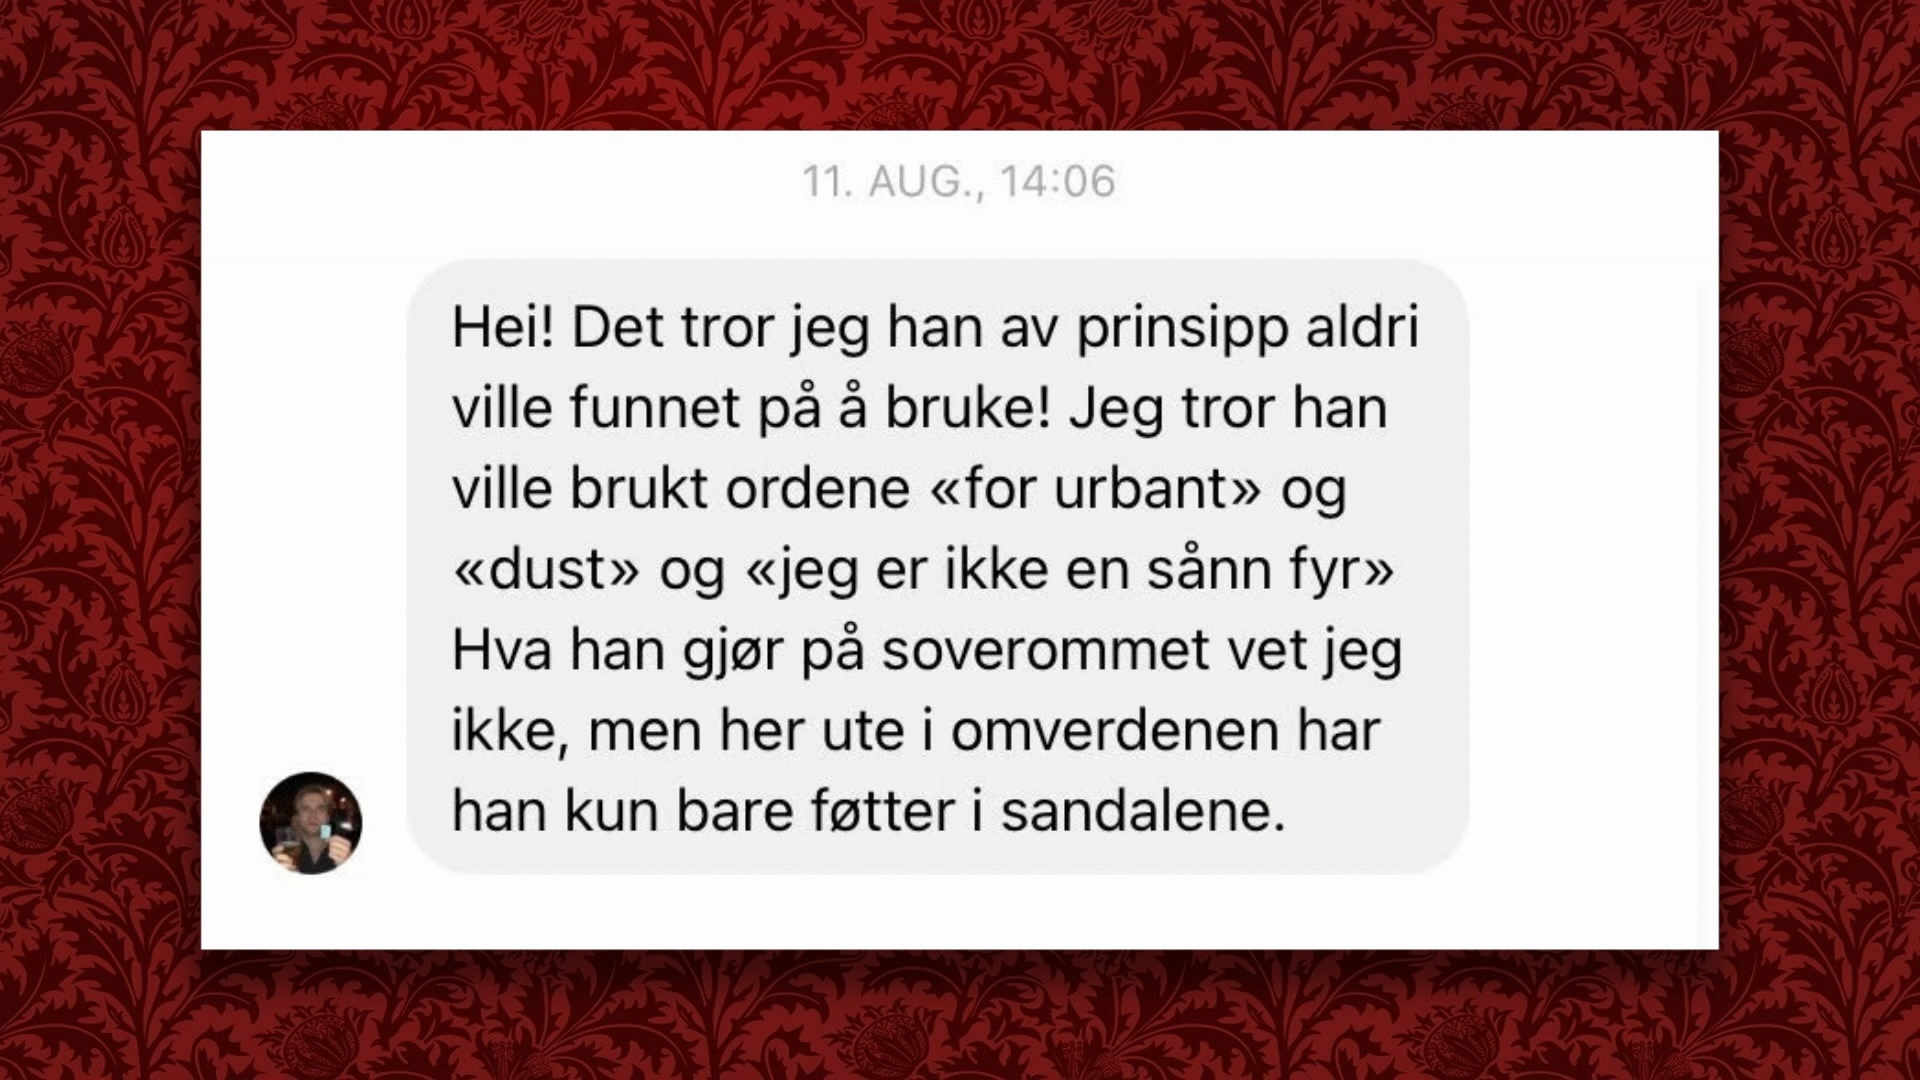 11. AUG., 14:06
Hei! Det tror jeg han av prinsipp aldri
ville funnet på å bruke! Jeg tror han
ville brukt ordene «for urbant» og
«dust» og «jeg er ikke en sånn fyr»
Hva han gjør på soverommet vet jeg
ikke, men her ute i omverdenen har
han kun bare føtter i sandalene.